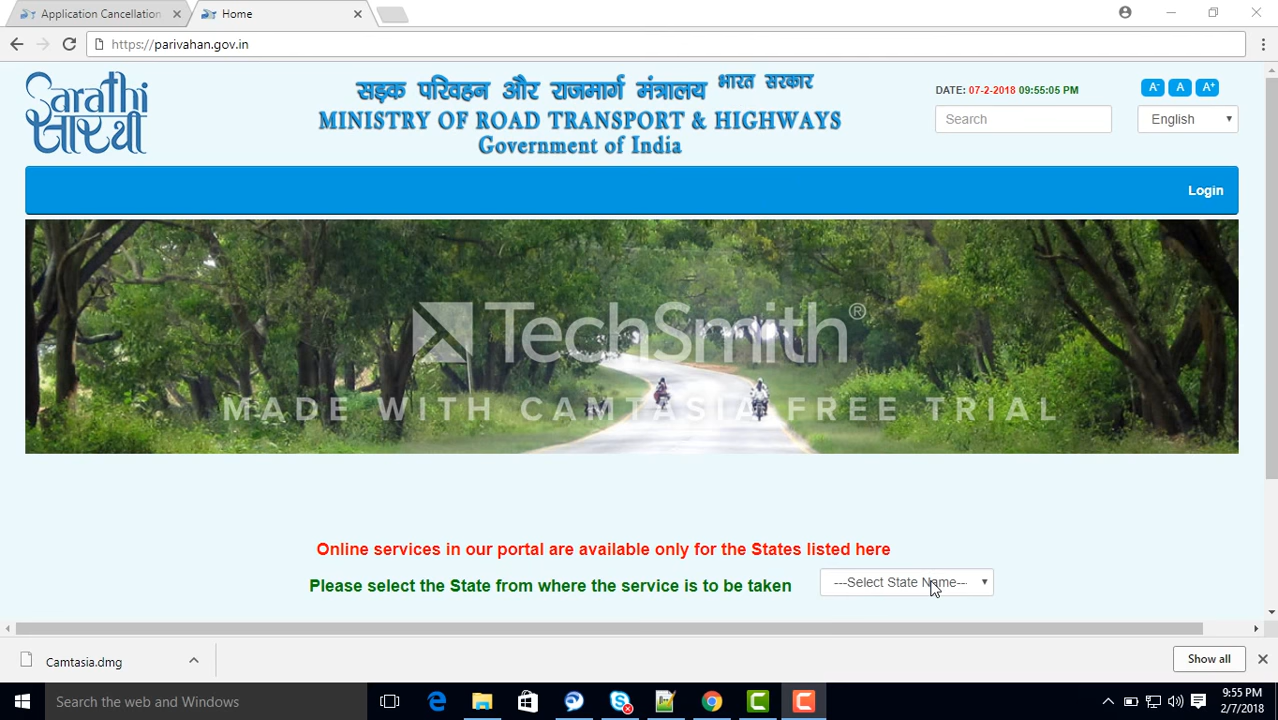 Application Cancellation
Home
https://parivahan.gov.in
Sarathi
सारथी
सड़क परिवहन और राजमार्ग मंत्रालय भारत सरकार
MINISTRY OF ROAD TRANSPORT & HIGHWAYS
Government of India
DATE: 07-2-2018 09:55:05 PM
A- A A+
Search
English
Login
TechSmith®
MADE WITH CAMTASIA FREE TRIAL
Online services in our portal are available only for the States listed here
Please select the State from where the service is to be taken
---Select State Name---
Camtasia.dmg
Show all
Search the web and Windows
9:55 PM
2/7/2018